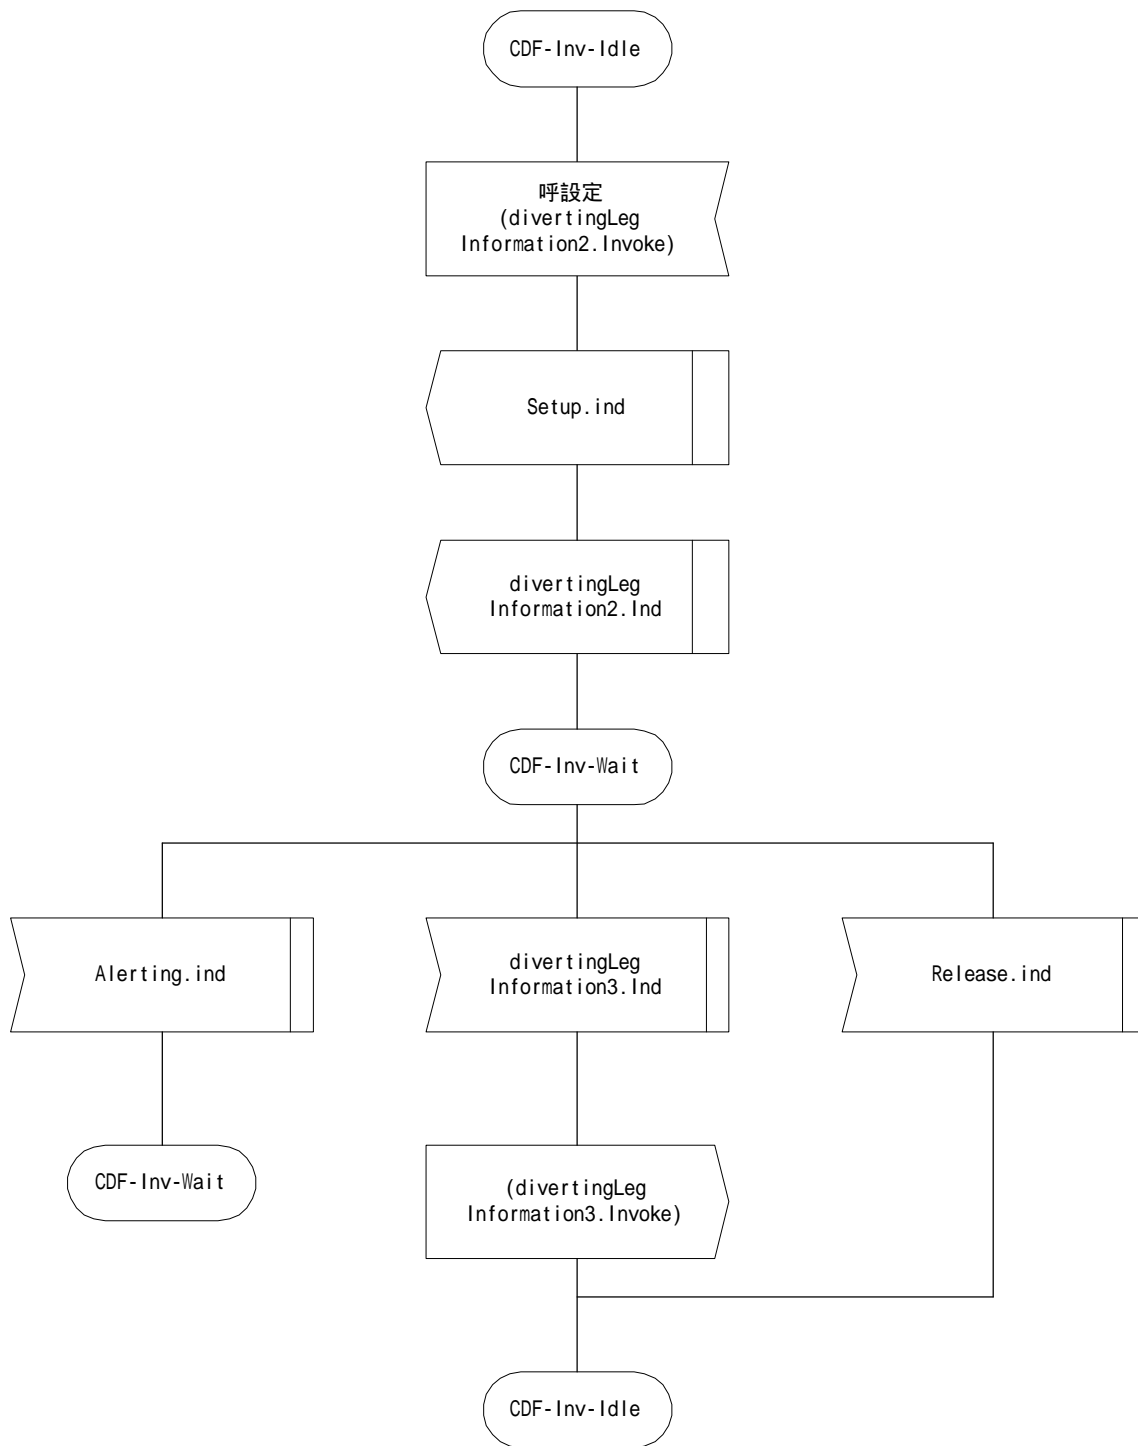 CDF-Inv-Idle
呼設定
(divertingLeg
Information2.Invoke)
Setup.ind
divertingLeg
Information2.Ind
CDF-Inv-Wait
Alerting.ind
divertingLeg
Information3.Ind
Release.ind
CDF-Inv-Wait
(divertingLeg
Information3.Invoke)
CDF-Inv-Idle